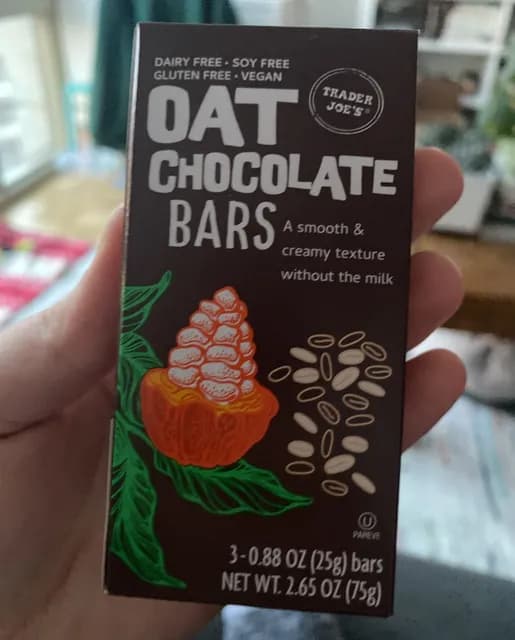 DAIRY FREE • SOY FREE
GLUTEN FREE • VEGAN
TRADER
JOE'S®
OAT
CHOCOLATE
BARS
A smooth &
creamy texture
without the milk
U
PAREVE
3-0.88 OZ (25g) bars
NET WT. 2.65 OZ (75g)